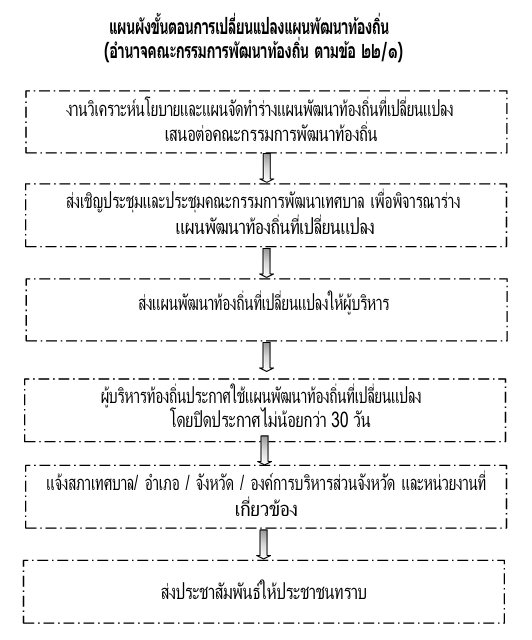 แผนผังขั้นตอนการเปลี่ยนแปลงแผนพัฒนาท้องถิ่น
(อำนาจคณะกรรมการพัฒนาท้องถิ่น ตามข้อ ๒๒/๑)
งานวิเคราะห์นโยบายและแผนจัดทำร่างแผนพัฒนาท้องถิ่นที่เปลี่ยนแปลง
เสนอต่อคณะกรรมการพัฒนาท้องถิ่น
ส่งเชิญประชุมและประชุมคณะกรรมการพัฒนาเทศบาล เพื่อพิจารณาร่าง
แผนพัฒนาท้องถิ่นที่เปลี่ยนแปลง
ส่งแผนพัฒนาท้องถิ่นที่เปลี่ยนแปลงให้ผู้บริหาร
ผู้บริหารท้องถิ่นประกาศใช้แผนพัฒนาท้องถิ่นที่เปลี่ยนแปลง
โดยปิดประกาศไม่น้อยกว่า 30 วัน
แจ้งสภาเทศบาล/ อำเภอ / จังหวัด / องค์การบริหารส่วนจังหวัด และหน่วยงานที่
เกี่ยวข้อง
ส่งประชาสัมพันธ์ให้ประชาชนทราบ